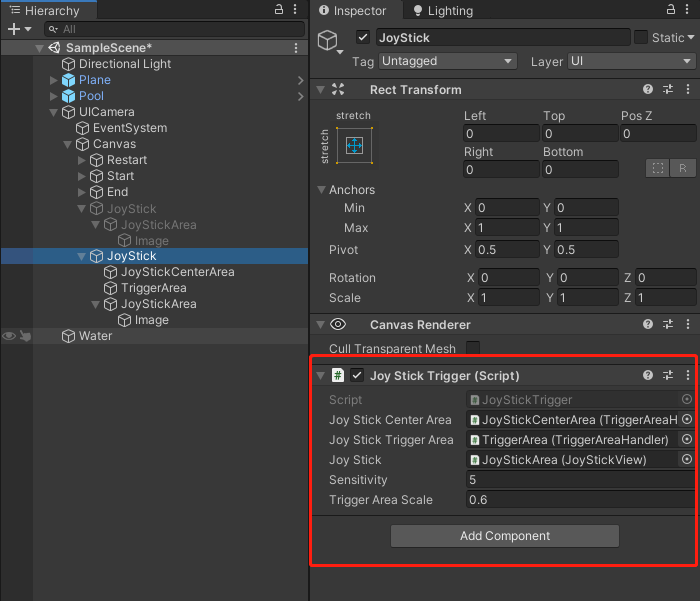 Hierarchy
All
SampleScene*
Directional Light
Plane
Pool
UICamera
EventSystem
Canvas
Restart
Start
End
JoyStick
JoyStickArea
Image
JoyStick
JoyStickCenterArea
TriggerArea
JoyStickArea
Image
Water
Inspector Lighting
JoyStick Static
Tag Untagged Layer UI
Rect Transform
stretch
stretch
Left Top Pos Z
0 0 0
Right Bottom
0 0 R
Anchors
Min X 0 Y 0
Max X 1 Y 1
Pivot X 0.5 Y 0.5
Rotation X 0 Y 0 Z 0
Scale X 1 Y 1 Z 1
Canvas Renderer
Cull Transparent Mesh
# Joy Stick Trigger (Script)
Script # JoyStickTrigger
Joy Stick Center Area # JoyStickCenterArea (TriggerAreaH
Joy Stick Trigger Area # TriggerArea (TriggerAreaHandler)
Joy Stick # JoyStickArea (JoyStickView)
Sensitivity 5
Trigger Area Scale 0.6
Add Component